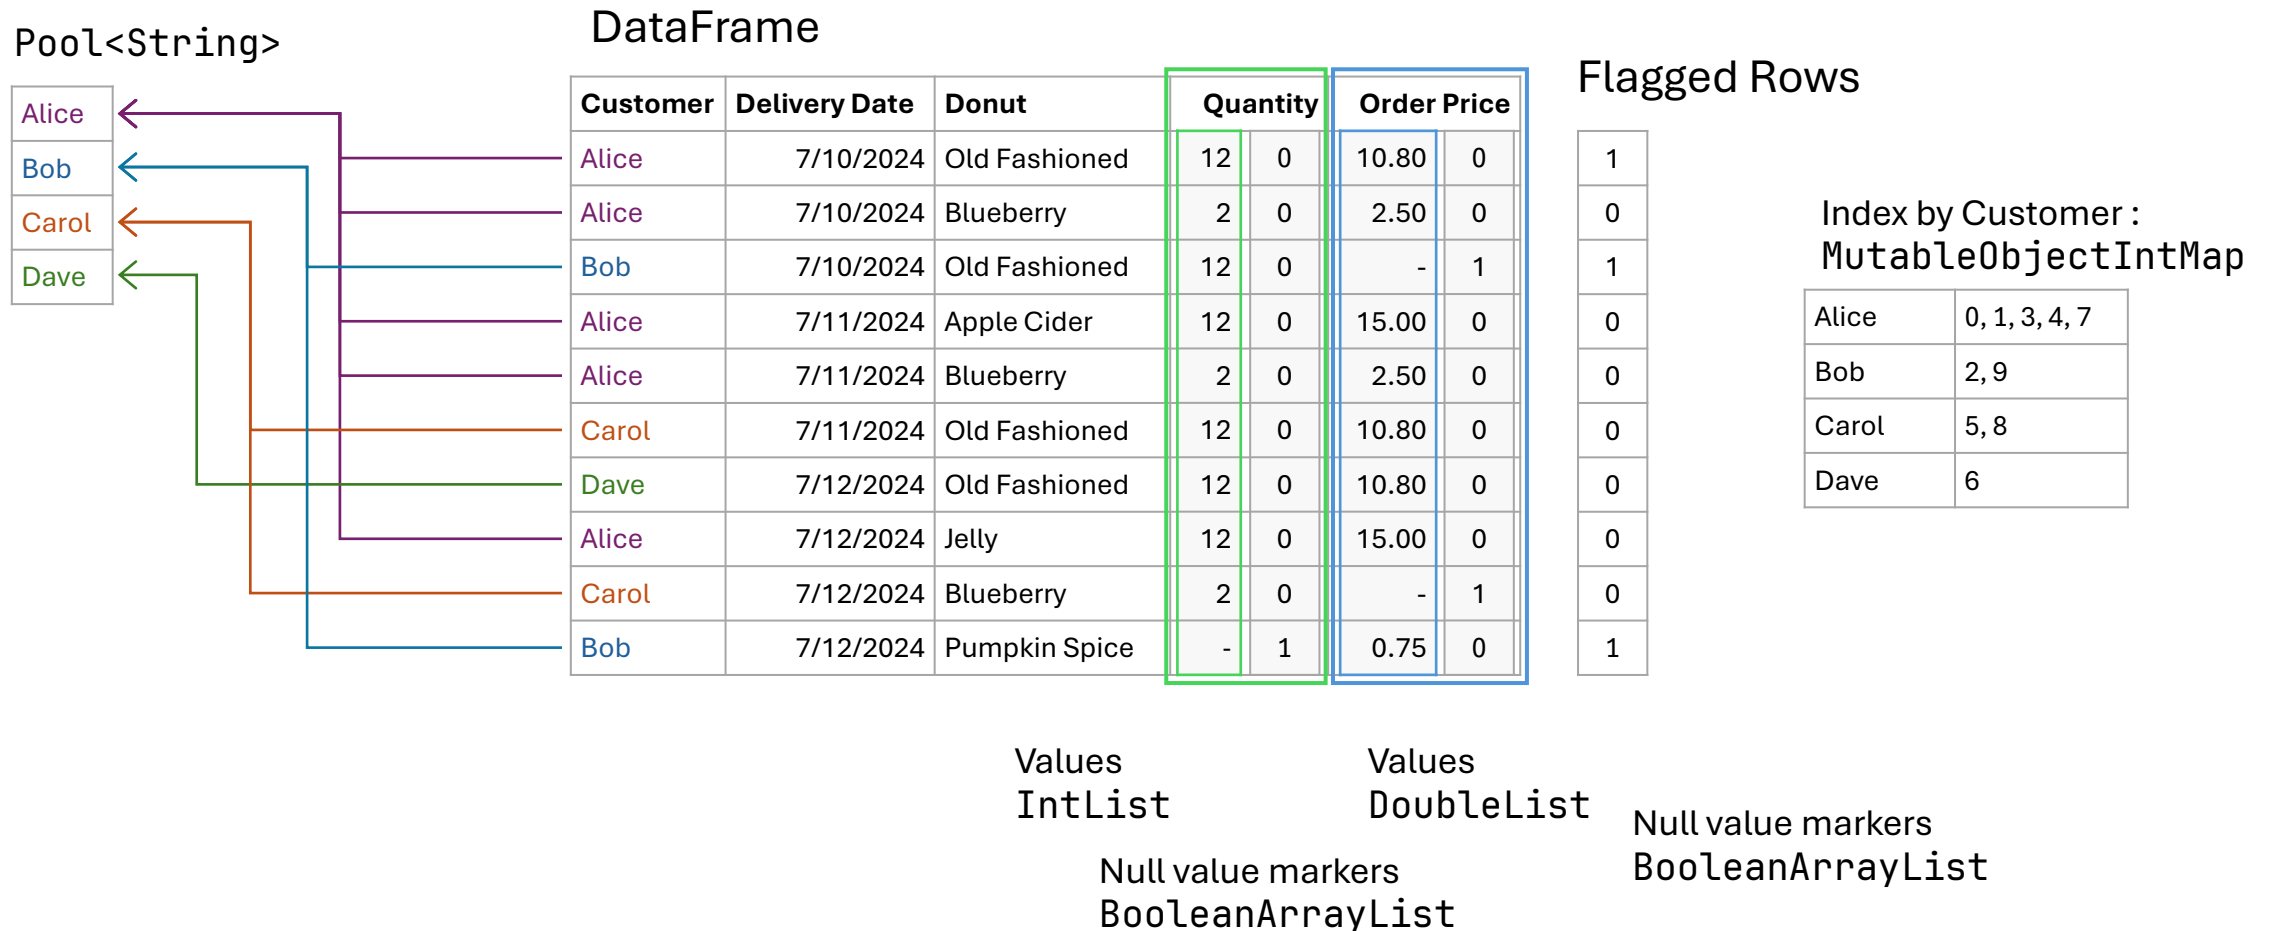 DataFrame
Pool<String>
Alice
Bob
Carol
Dave
Customer Delivery Date Donut Quantity Order Price
Alice 7/10/2024 Old Fashioned 12 0 10.80 0
Alice 7/10/2024 Blueberry 2 0 2.50 0
Bob 7/10/2024 Old Fashioned 12 0 - 1
Alice 7/11/2024 Apple Cider 12 0 15.00 0
Alice 7/11/2024 Blueberry 2 0 2.50 0
Carol 7/11/2024 Old Fashioned 12 0 10.80 0
Dave 7/12/2024 Old Fashioned 12 0 10.80 0
Alice 7/12/2024 Jelly 12 0 15.00 0
Carol 7/12/2024 Blueberry 2 0 - 1
Bob 7/12/2024 Pumpkin Spice - 1 0.75 0
Flagged Rows
1
0
1
0
0
0
0
0
0
1
Index by Customer :
MutableObjectIntMap
Alice 0, 1, 3, 4, 7
Bob 2, 9
Carol 5, 8
Dave 6
Values
IntList
Null value markers
BooleanArrayList
Values
DoubleList
Null value markers
BooleanArrayList